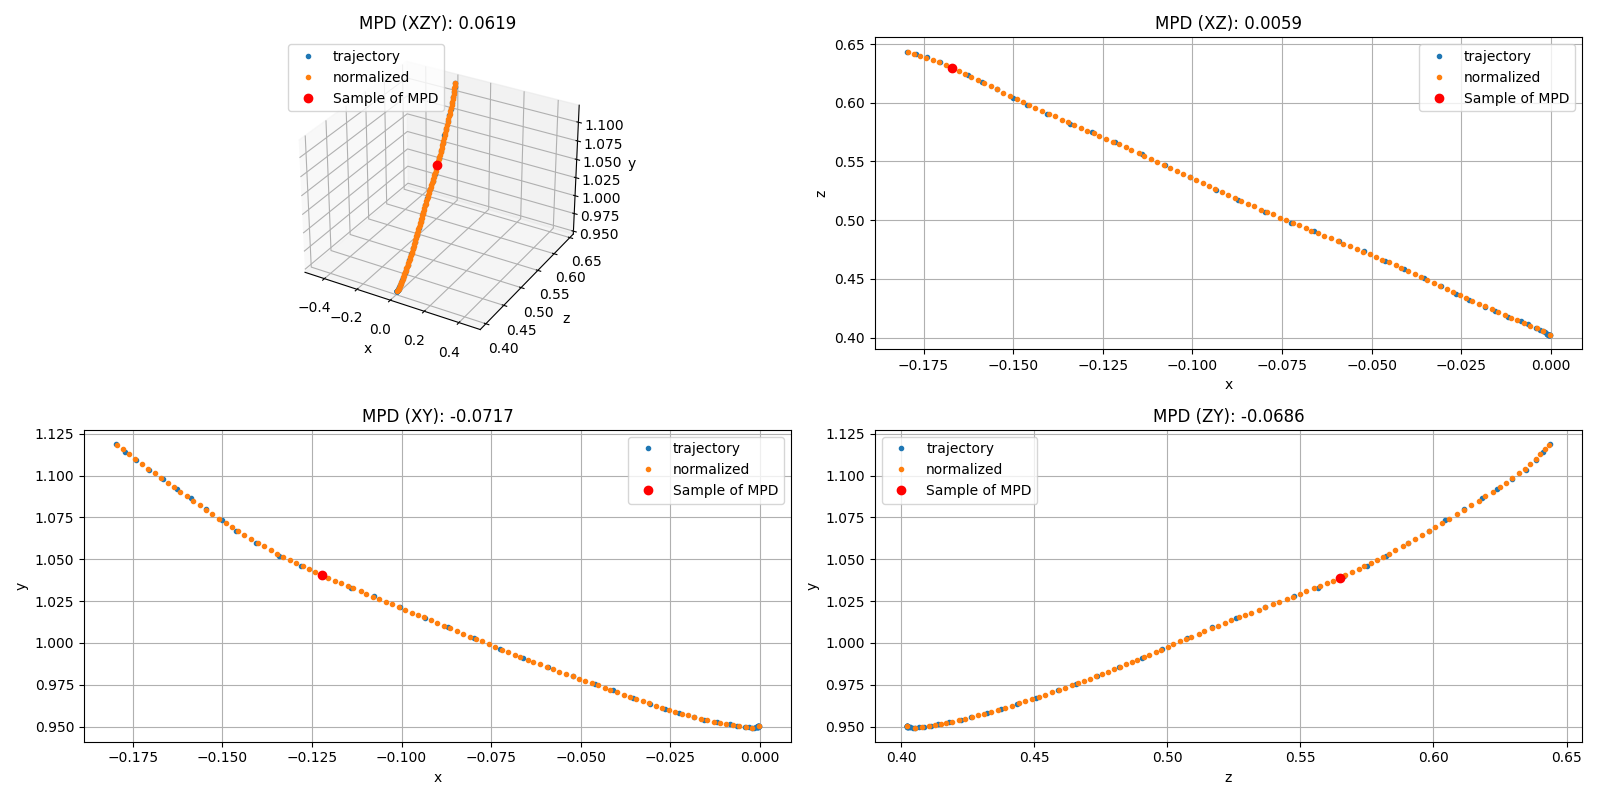 MPD (XZY): 0.0619
trajectory
normalized
Sample of MPD
1.100
1.075
1.050
1.025
1.000
0.975
0.950
y
0.65
0.60
0.55
0.50
0.45
0.40
z
−0.4
−0.2
0.0
0.2
0.4
x
MPD (XZ): 0.0059
trajectory
normalized
Sample of MPD
0.65
0.60
0.55
0.50
0.45
0.40
z
−0.175 −0.150 −0.125 −0.100 −0.075 −0.050 −0.025 0.000
x
MPD (XY): -0.0717
trajectory
normalized
Sample of MPD
1.125
1.100
1.075
1.050
1.025
1.000
0.975
0.950
y
−0.175 −0.150 −0.125 −0.100 −0.075 −0.050 −0.025 0.000
x
MPD (ZY): -0.0686
trajectory
normalized
Sample of MPD
1.125
1.100
1.075
1.050
1.025
1.000
0.975
0.950
y
0.40 0.45 0.50 0.55 0.60 0.65
z